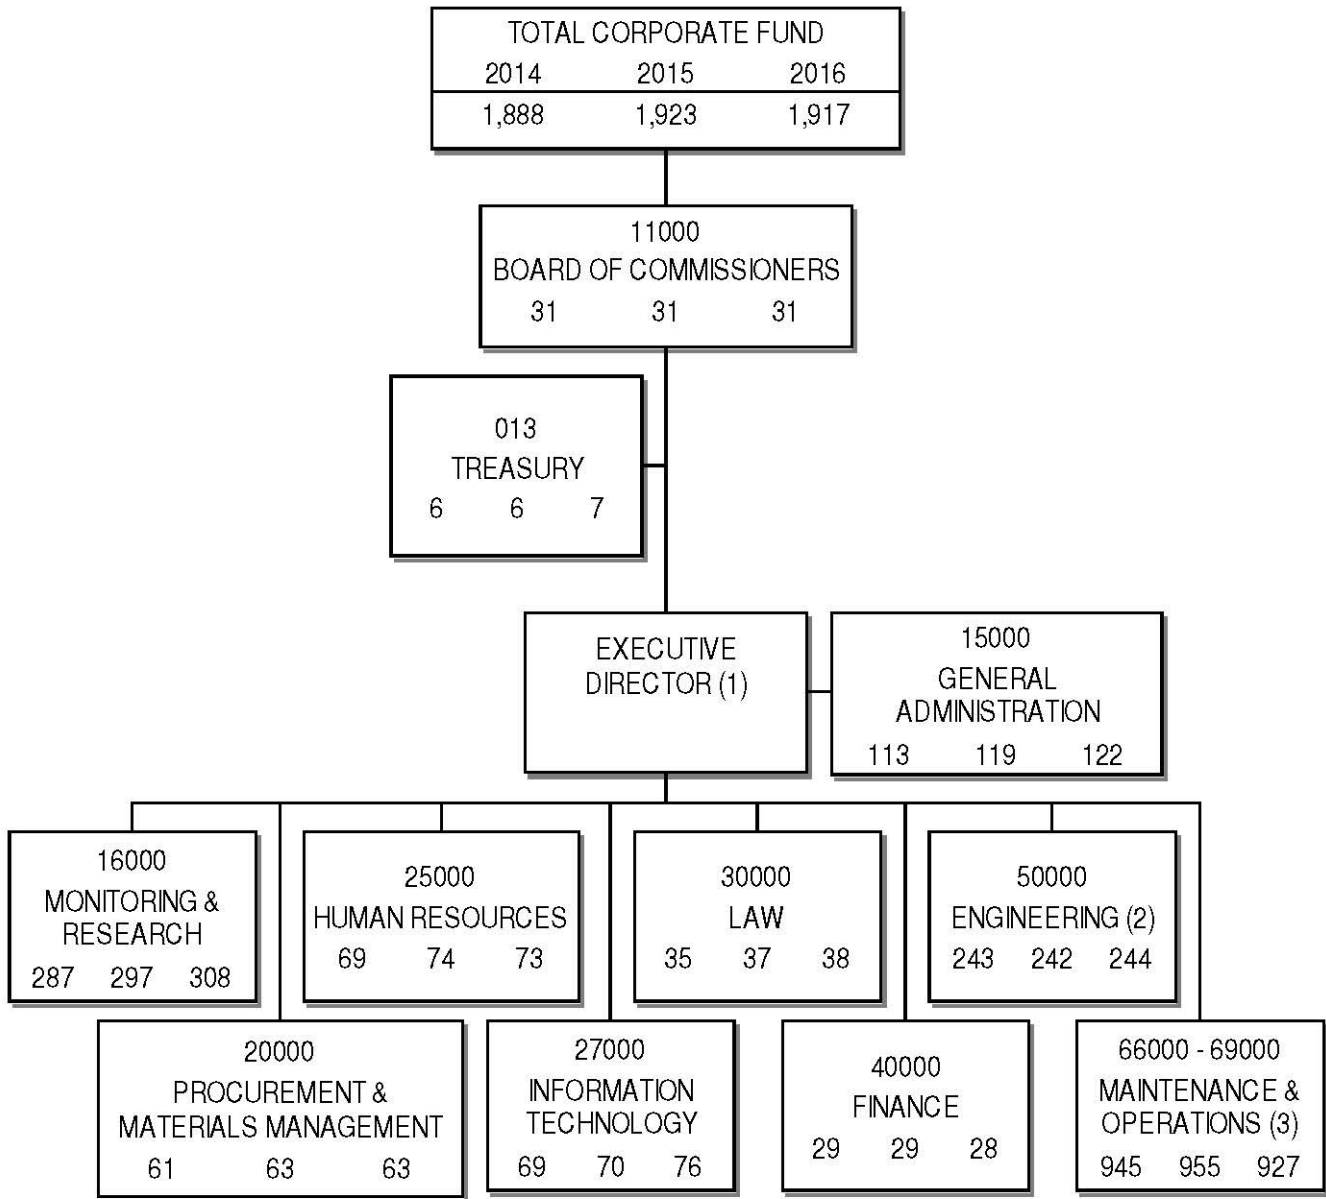 TOTAL CORPORATE FUND
2014 2015 2016
1,888 1,923 1,917
11000
BOARD OF COMMISSIONERS
31 31 31
013
TREASURY
6 6 7
EXECUTIVE
DIRECTOR (1)
15000
GENERAL
ADMINISTRATION
113 119 122
16000
MONITORING &
RESEARCH
287 297 308
25000
HUMAN RESOURCES
69 74 73
30000
LAW
35 37 38
50000
ENGINEERING (2)
243 242 244
20000
PROCUREMENT &
MATERIALS MANAGEMENT
61 63 63
27000
INFORMATION
TECHNOLOGY
69 70 76
40000
FINANCE
29 29 28
66000 - 69000
MAINTENANCE &
OPERATIONS (3)
945 955 927